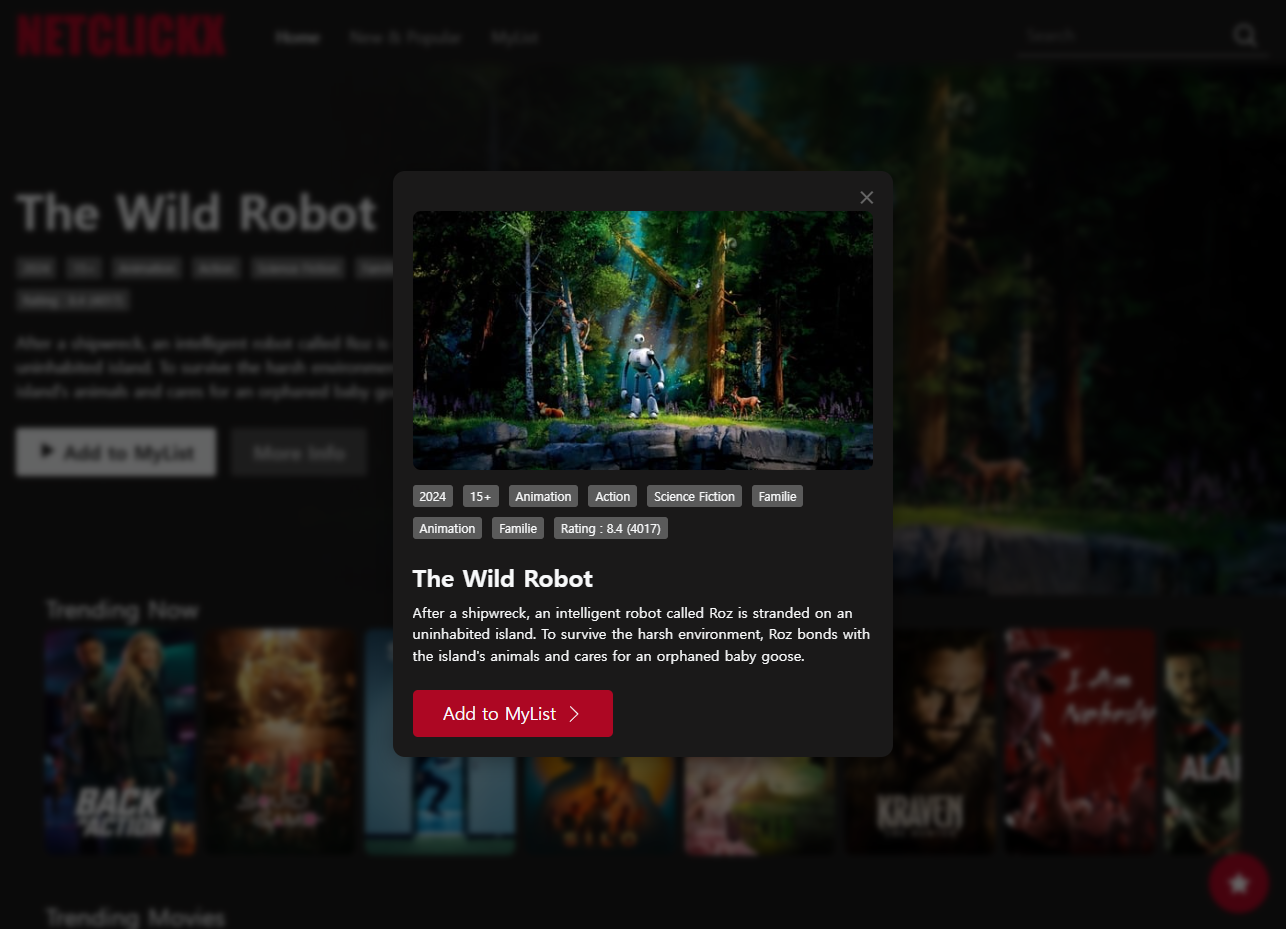 NETCLICKX
Home New & Popular MyList
Search
The Wild Robot
After a shipwreck, an intelligent robot called Roz is
uninhabited island. To survive the harsh environment
island's animals and cares for an orphaned baby
Add to MyList More Info
2024 15+ Animation Action Science Fiction Familie
Animation Familie Rating : 8.4 (4017)
The Wild Robot
After a shipwreck, an intelligent robot called Roz is stranded on an
uninhabited island. To survive the harsh environment, Roz bonds with
the island's animals and cares for an orphaned baby goose.
Add to MyList
Trending Now
BACK
IN ACTION
SQUID
GAME
WILD
KRAVEN
I Am
Trending Movies